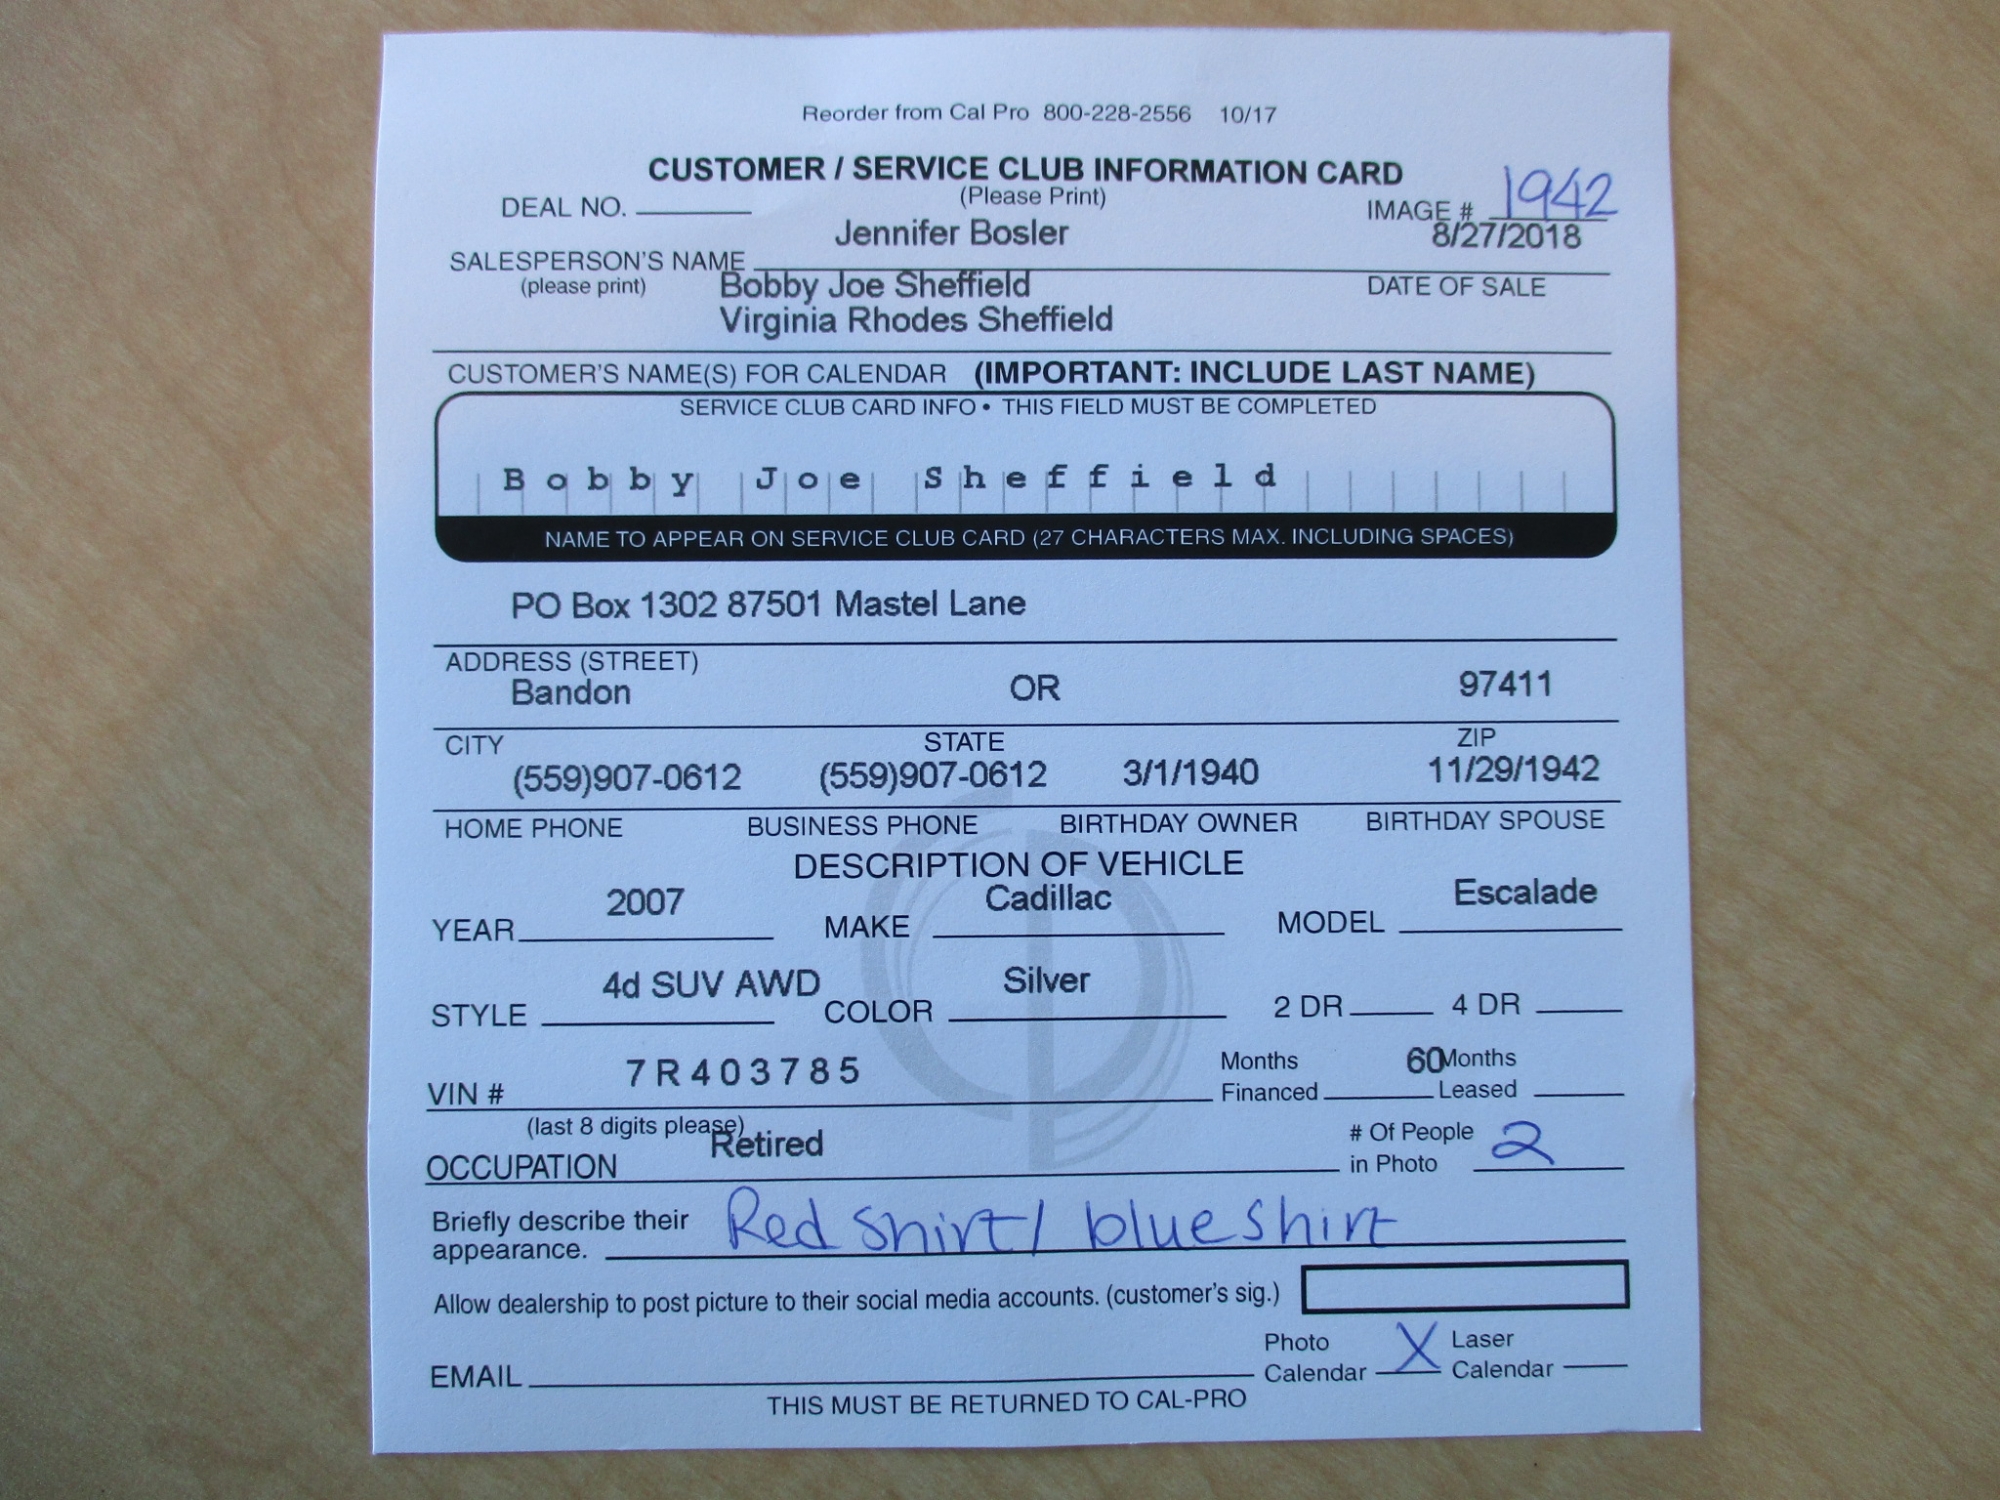 Reorder from Cal Pro 800-228-2556 10/17
CUSTOMER / SERVICE CLUB INFORMATION CARD
(Please Print)
DEAL NO. IMAGE # 1942
Jennifer Bosler 8/27/2018
SALESPERSON'S NAME
(please print) DATE OF SALE
Bobby Joe Sheffield
Virginia Rhodes Sheffield
CUSTOMER'S NAME(S) FOR CALENDAR (IMPORTANT: INCLUDE LAST NAME)
SERVICE CLUB CARD INFO • THIS FIELD MUST BE COMPLETED
Bobby Joe Sheffield
NAME TO APPEAR ON SERVICE CLUB CARD (27 CHARACTERS MAX. INCLUDING SPACES)
PO Box 1302 87501 Mastel Lane
ADDRESS (STREET)
Bandon OR 97411
CITY STATE ZIP
(559)907-0612 (559)907-0612 3/1/1940 11/29/1942
HOME PHONE BUSINESS PHONE BIRTHDAY OWNER BIRTHDAY SPOUSE
DESCRIPTION OF VEHICLE
YEAR 2007 MAKE Cadillac MODEL Escalade
STYLE 4d SUV AWD COLOR Silver 2 DR 4 DR
VIN # 7R403785 Months Financed 60 Months Leased
(last 8 digits please)
OCCUPATION Retired # Of People in Photo 2
Briefly describe their appearance. Red shirt/ blue shirt
Allow dealership to post picture to their social media accounts. (customer's sig.)
EMAIL Photo Calendar X Laser Calendar
THIS MUST BE RETURNED TO CAL-PRO